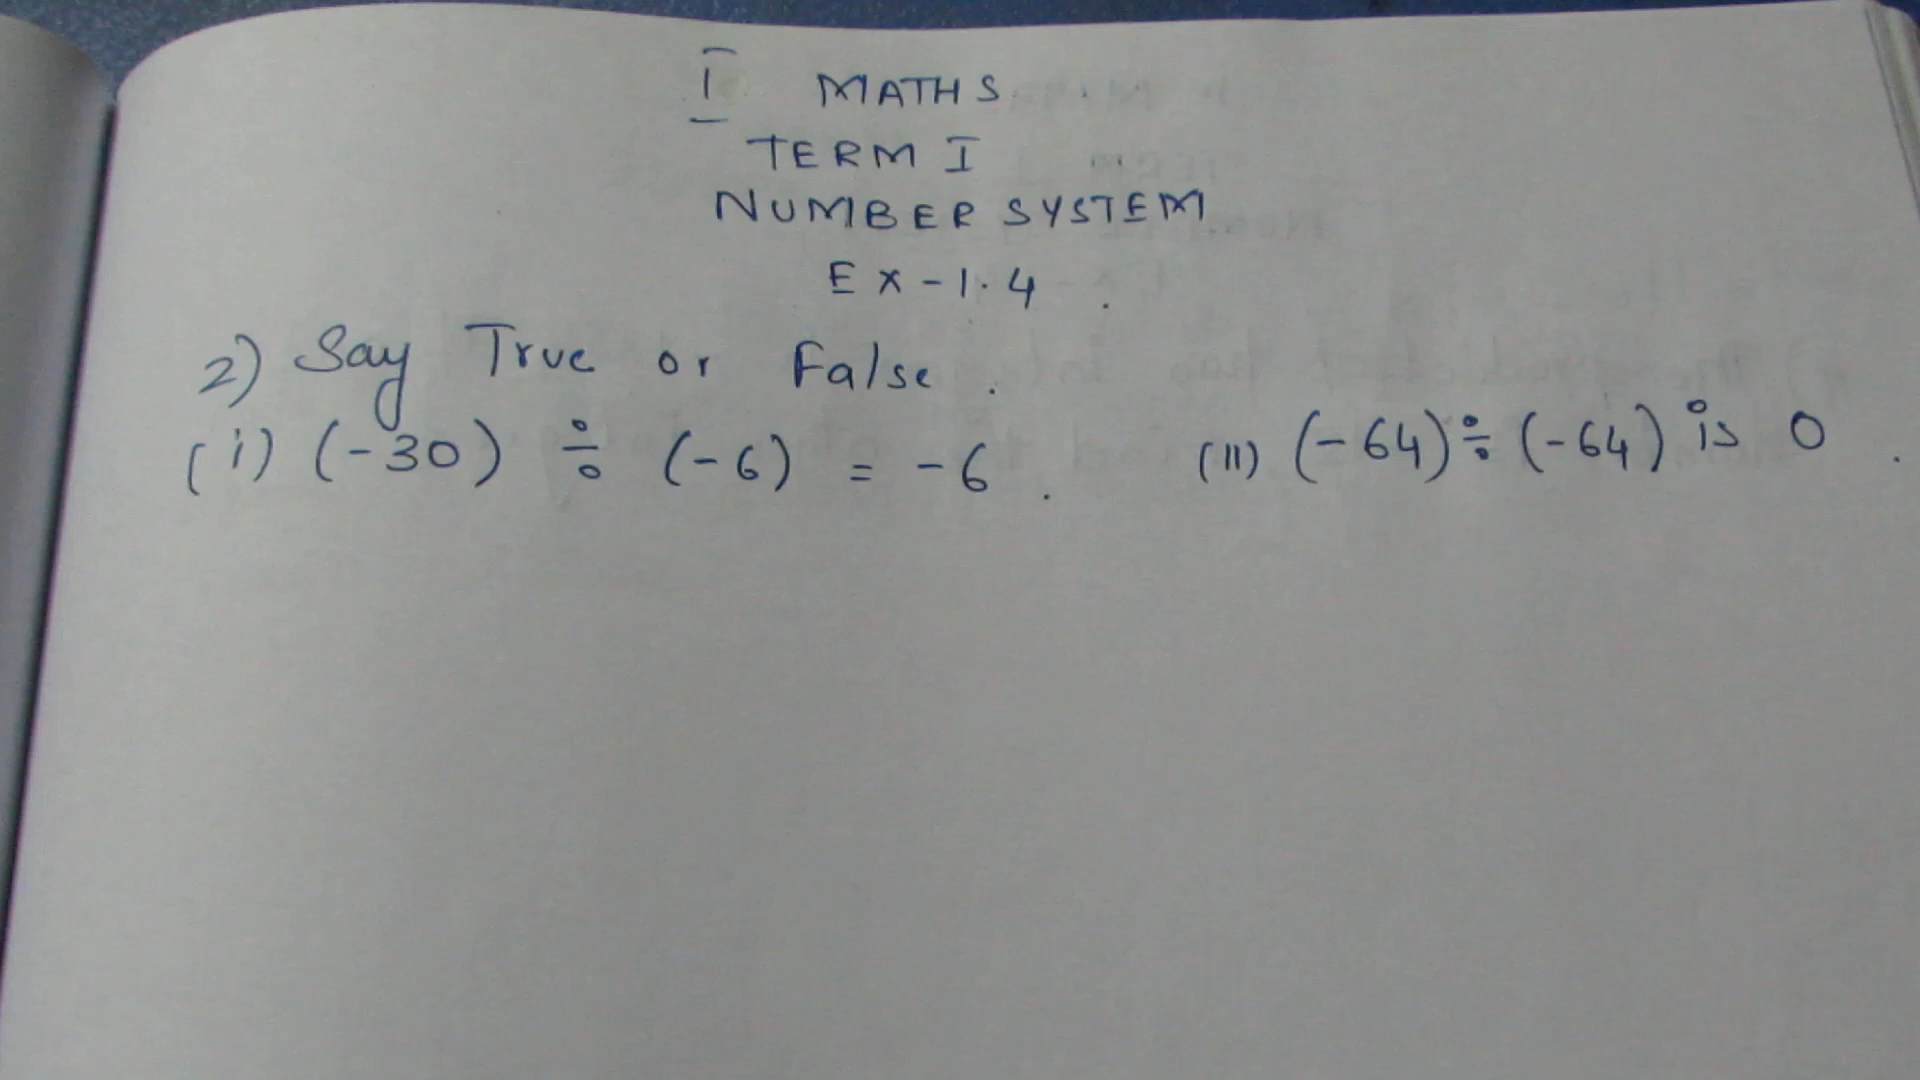 I MATHS
TERM I
NUMBER SYSTEM
EX-1.4.
2) Say True or False.
(i) (-30) ÷ (-6) = -6. (II) (-64) ÷ (-64) is 0.